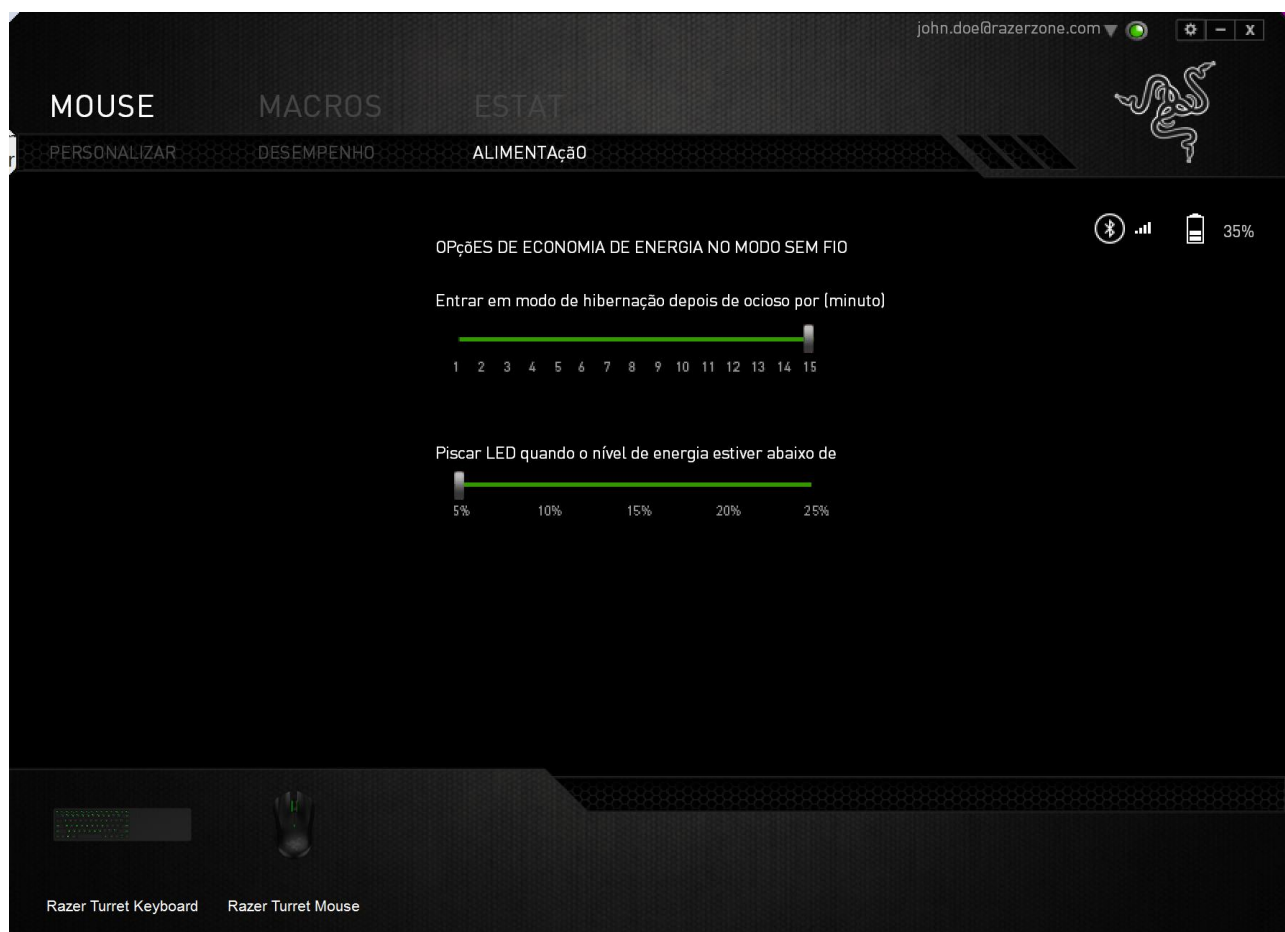 john.doe@razerzone.com
MOUSE MACROS ESTAT
PERSONALIZAR DESEMPENHO ALIMENTAçãO
35%
OPçõES DE ECONOMIA DE ENERGIA NO MODO SEM FIO
Entrar em modo de hibernação depois de ocioso por (minuto)
1 2 3 4 5 6 7 8 9 10 11 12 13 14 15
Piscar LED quando o nível de energia estiver abaixo de
5% 10% 15% 20% 25%
Razer Turret Keyboard Razer Turret Mouse